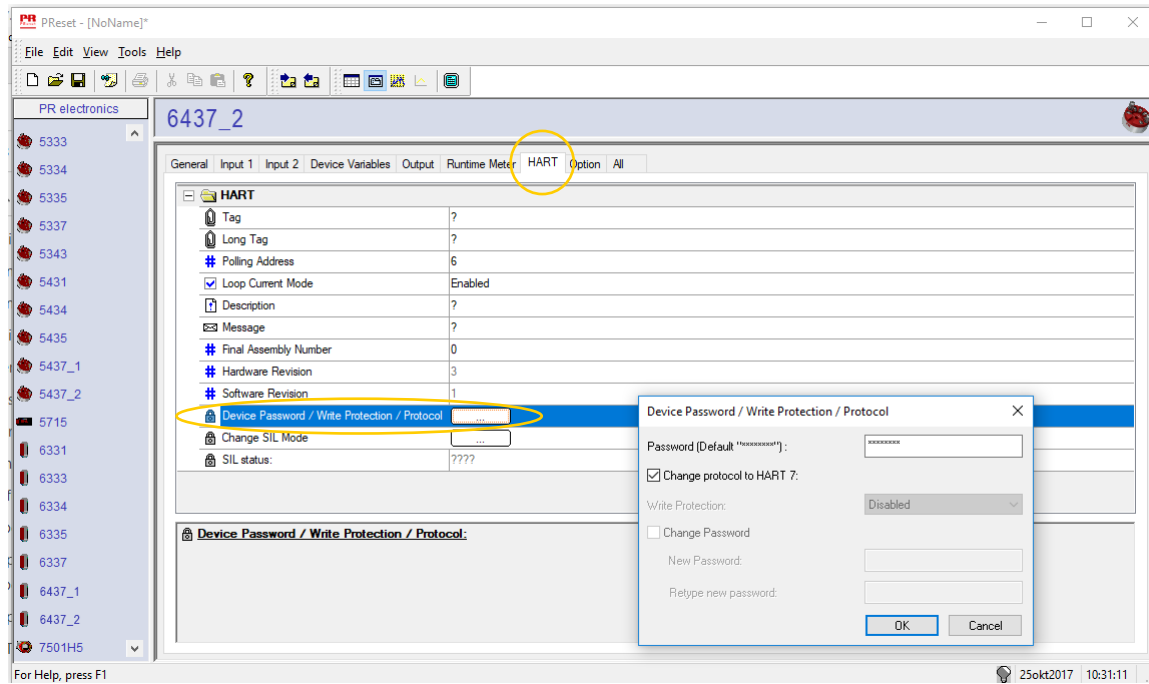 PR
PReset - [NoName]*
File Edit View Tools Help
PR electronics
5333
5334
5335
5337
5343
5431
5434
5435
5437_1
5437_2
5715
6331
6333
6334
6335
6337
6437_1
6437_2
7501H5
6437_2
General Input 1 Input 2 Device Variables Output Runtime Meter HART Option All
HART
Tag ?
Long Tag ?
Polling Address 6
Loop Current Mode Enabled
Description ?
Message ?
Final Assembly Number 0
Hardware Revision 3
Software Revision 1
Device Password / Write Protection / Protocol ...
Change SIL Mode ...
SIL status: ????
Device Password / Write Protection / Protocol:
Device Password / Write Protection / Protocol
Password (Default "********") : ********
Change protocol to HART 7:
Write Protection: Disabled
Change Password
New Password:
Retype new password:
OK Cancel
For Help, press F1
25okt2017 10:31:11